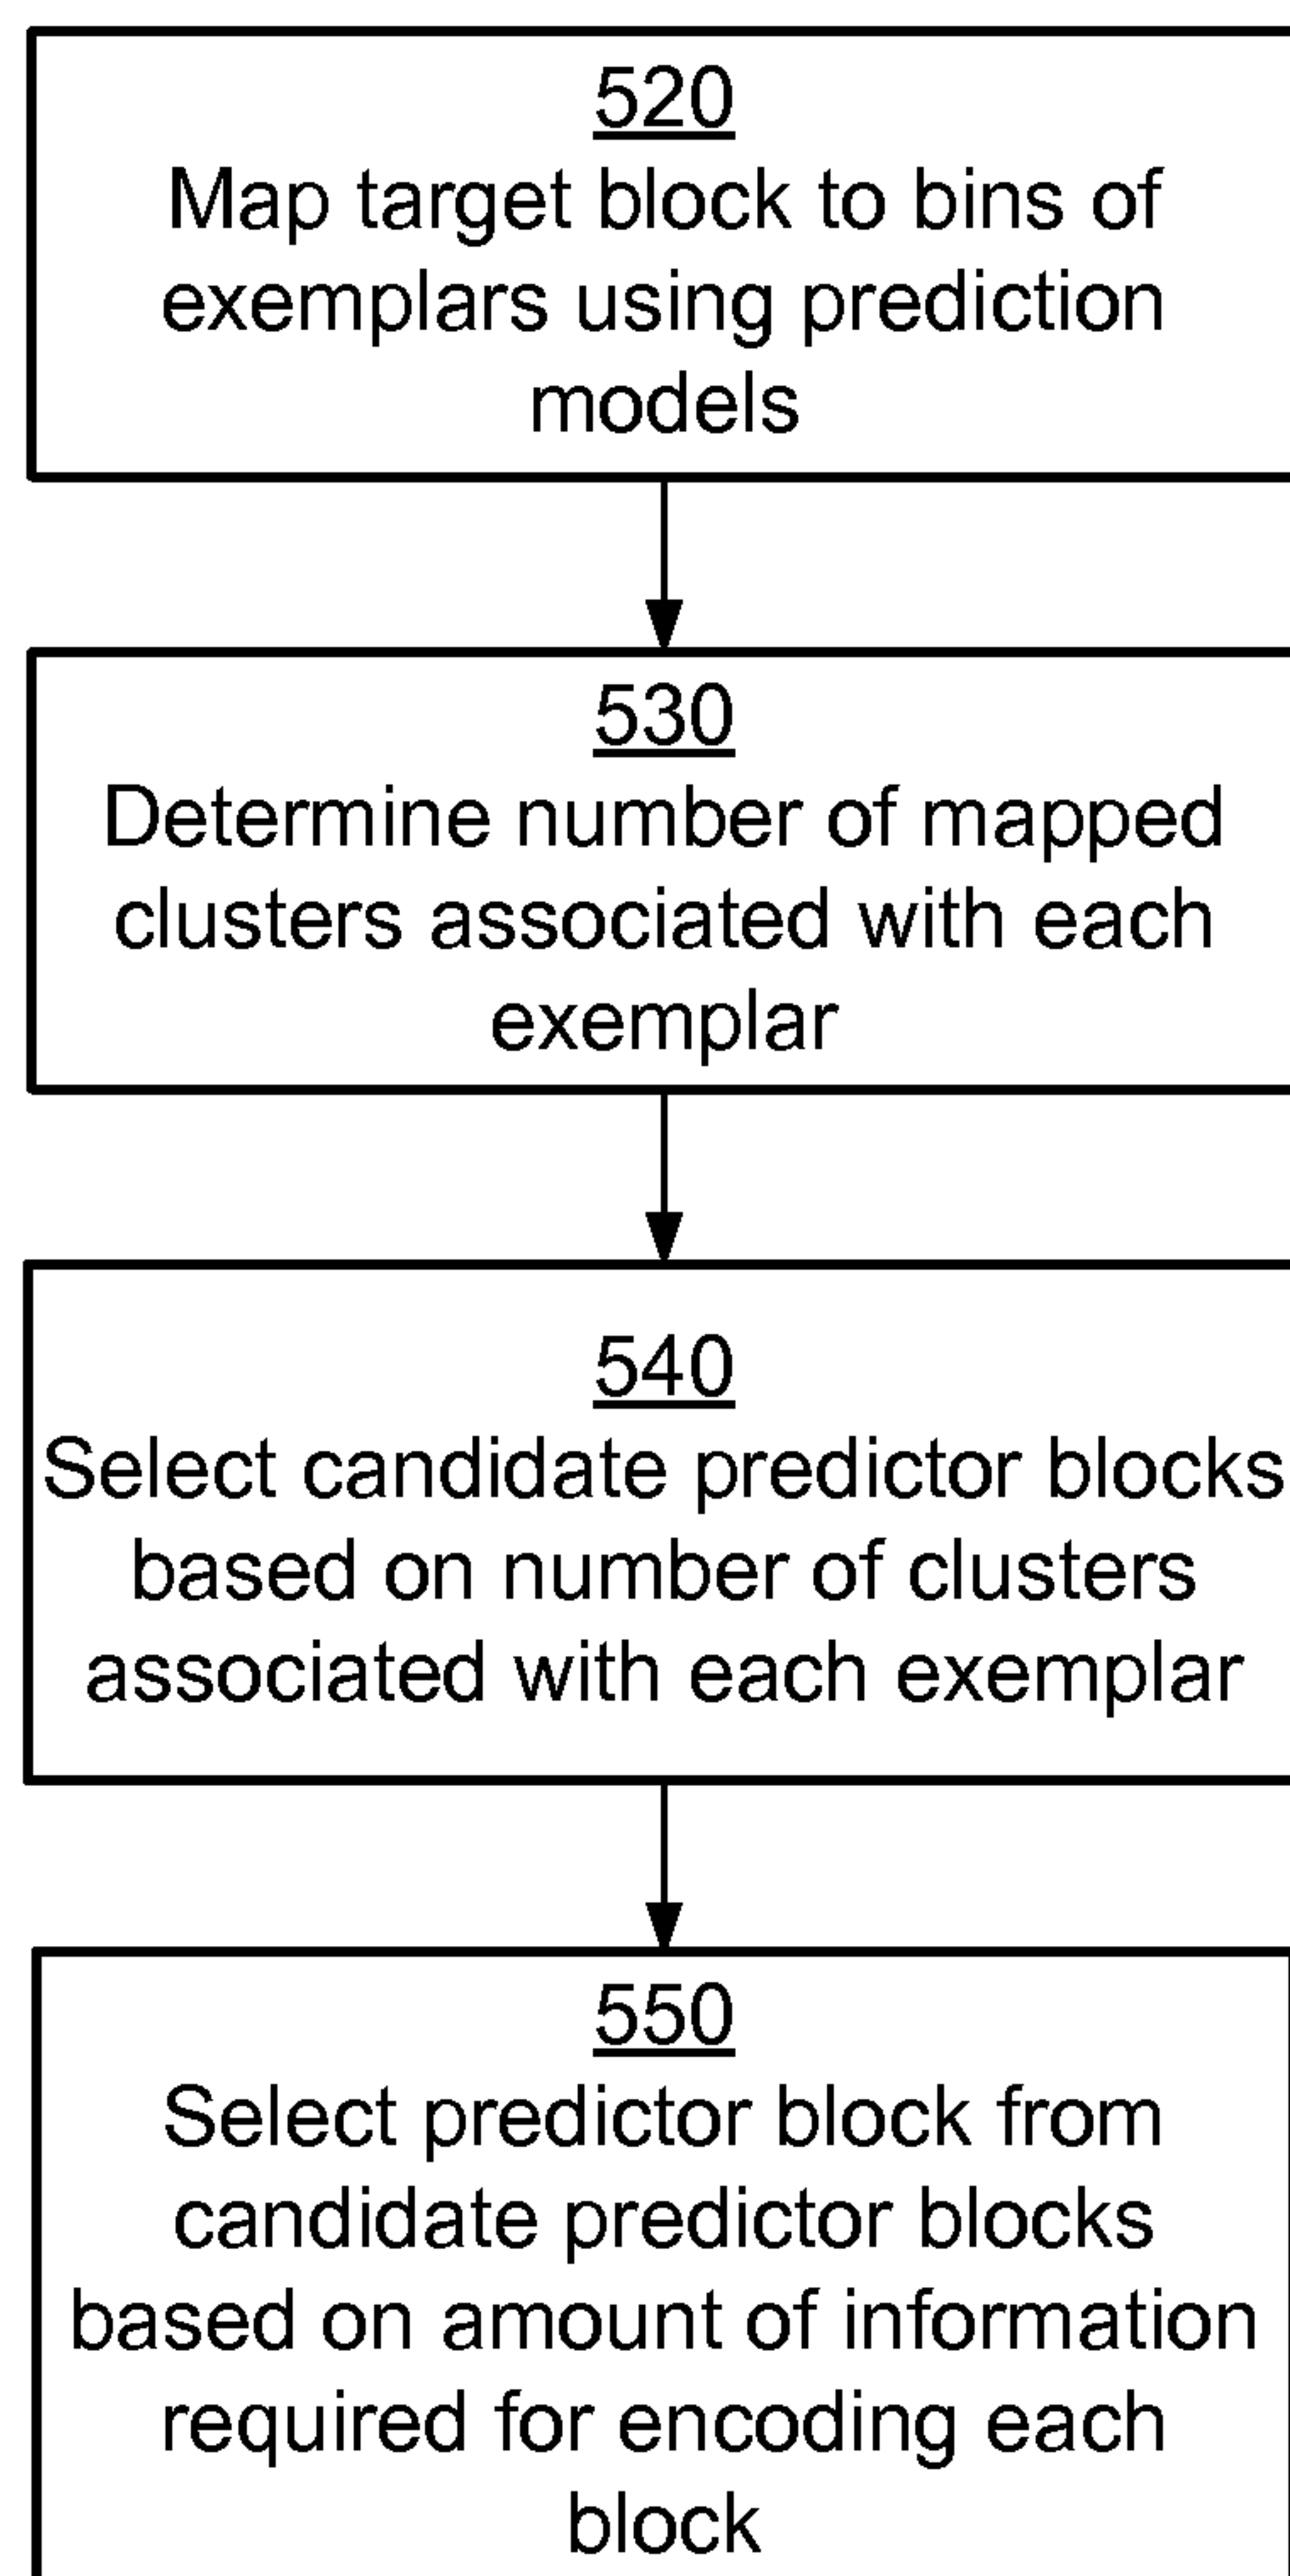 520
Map target block to bins of
exemplars using prediction
models
530
Determine number of mapped
clusters associated with each
exemplar
540
Select candidate predictor blocks
based on number of clusters
associated with each exemplar
550
Select predictor block from
candidate predictor blocks
based on amount of information
required for encoding each
block